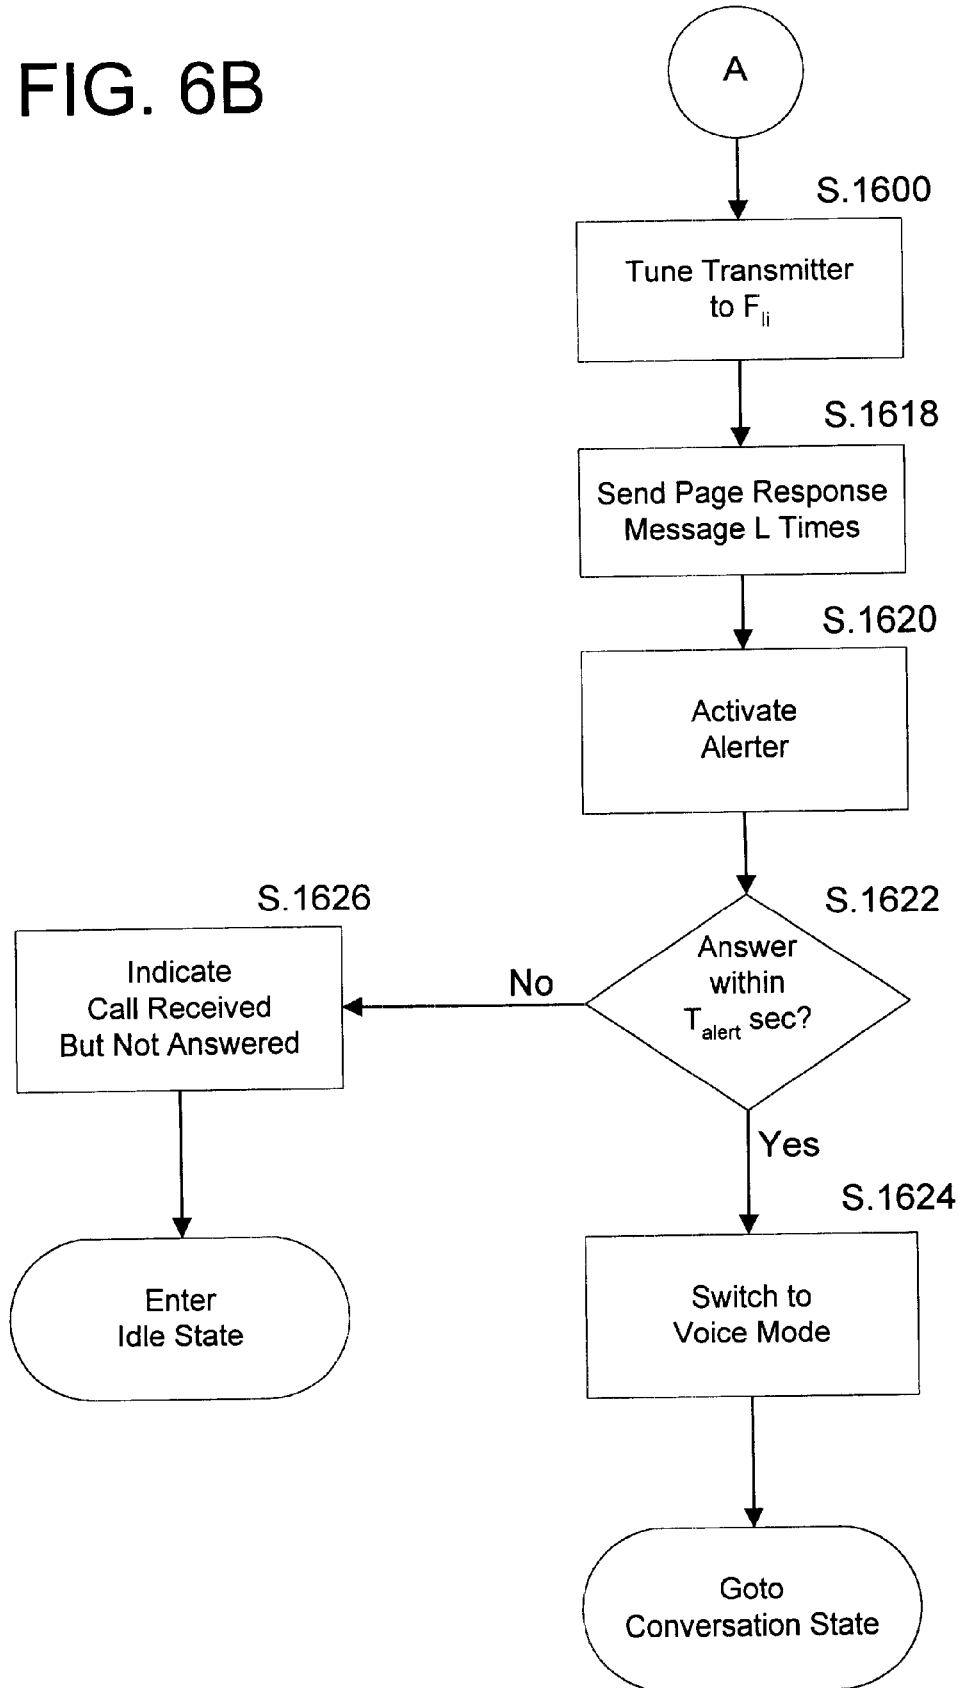 FIG. 6B
A
S.1600
Tune Transmitter
to F_li
S.1618
Send Page Response
Message L Times
S.1620
Activate
Alerter
S.1622
Answer
within
T_alert sec?
No
S.1626
Indicate
Call Received
But Not Answered
Enter
Idle State
Yes
S.1624
Switch to
Voice Mode
Goto
Conversation State